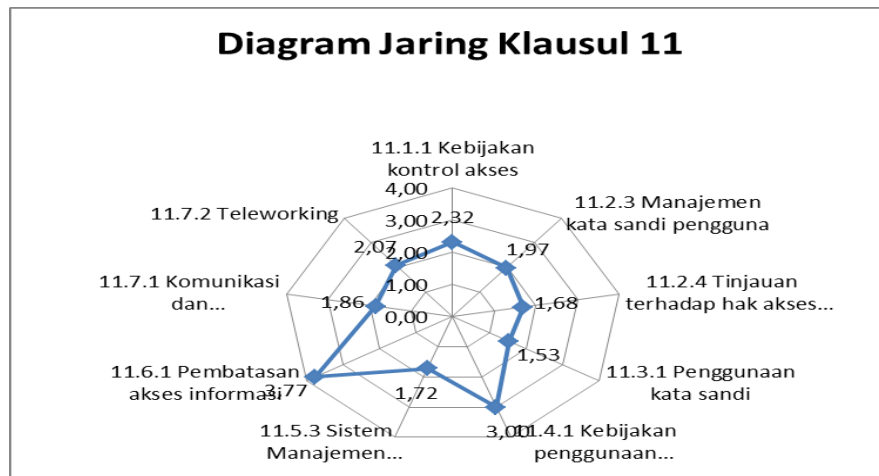 Diagram Jaring Klausul 11
11.1.1 Kebijakan
kontrol akses
11.2.3 Manajemen
kata sandi pengguna
11.2.4 Tinjauan
terhadap hak akses...
11.3.1 Penggunaan
kata sandi
11.4.1 Kebijakan
penggunaan...
11.5.3 Sistem
Manajemen...
11.6.1 Pembatasan
akses informasi
11.7.1 Komunikasi
dan...
11.7.2 Teleworking
4,00
3,00
2,00
1,00
0,00
2,32
1,97
1,68
1,53
3,00
1,72
3,77
1,86
2,07